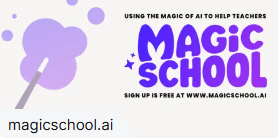 USING THE MAGIC OF AI TO HELP TEACHERS
MAGIC
SCHOOL
SIGN UP IS FREE AT WWW.MAGICSCHOOL.AI
magicschool.ai